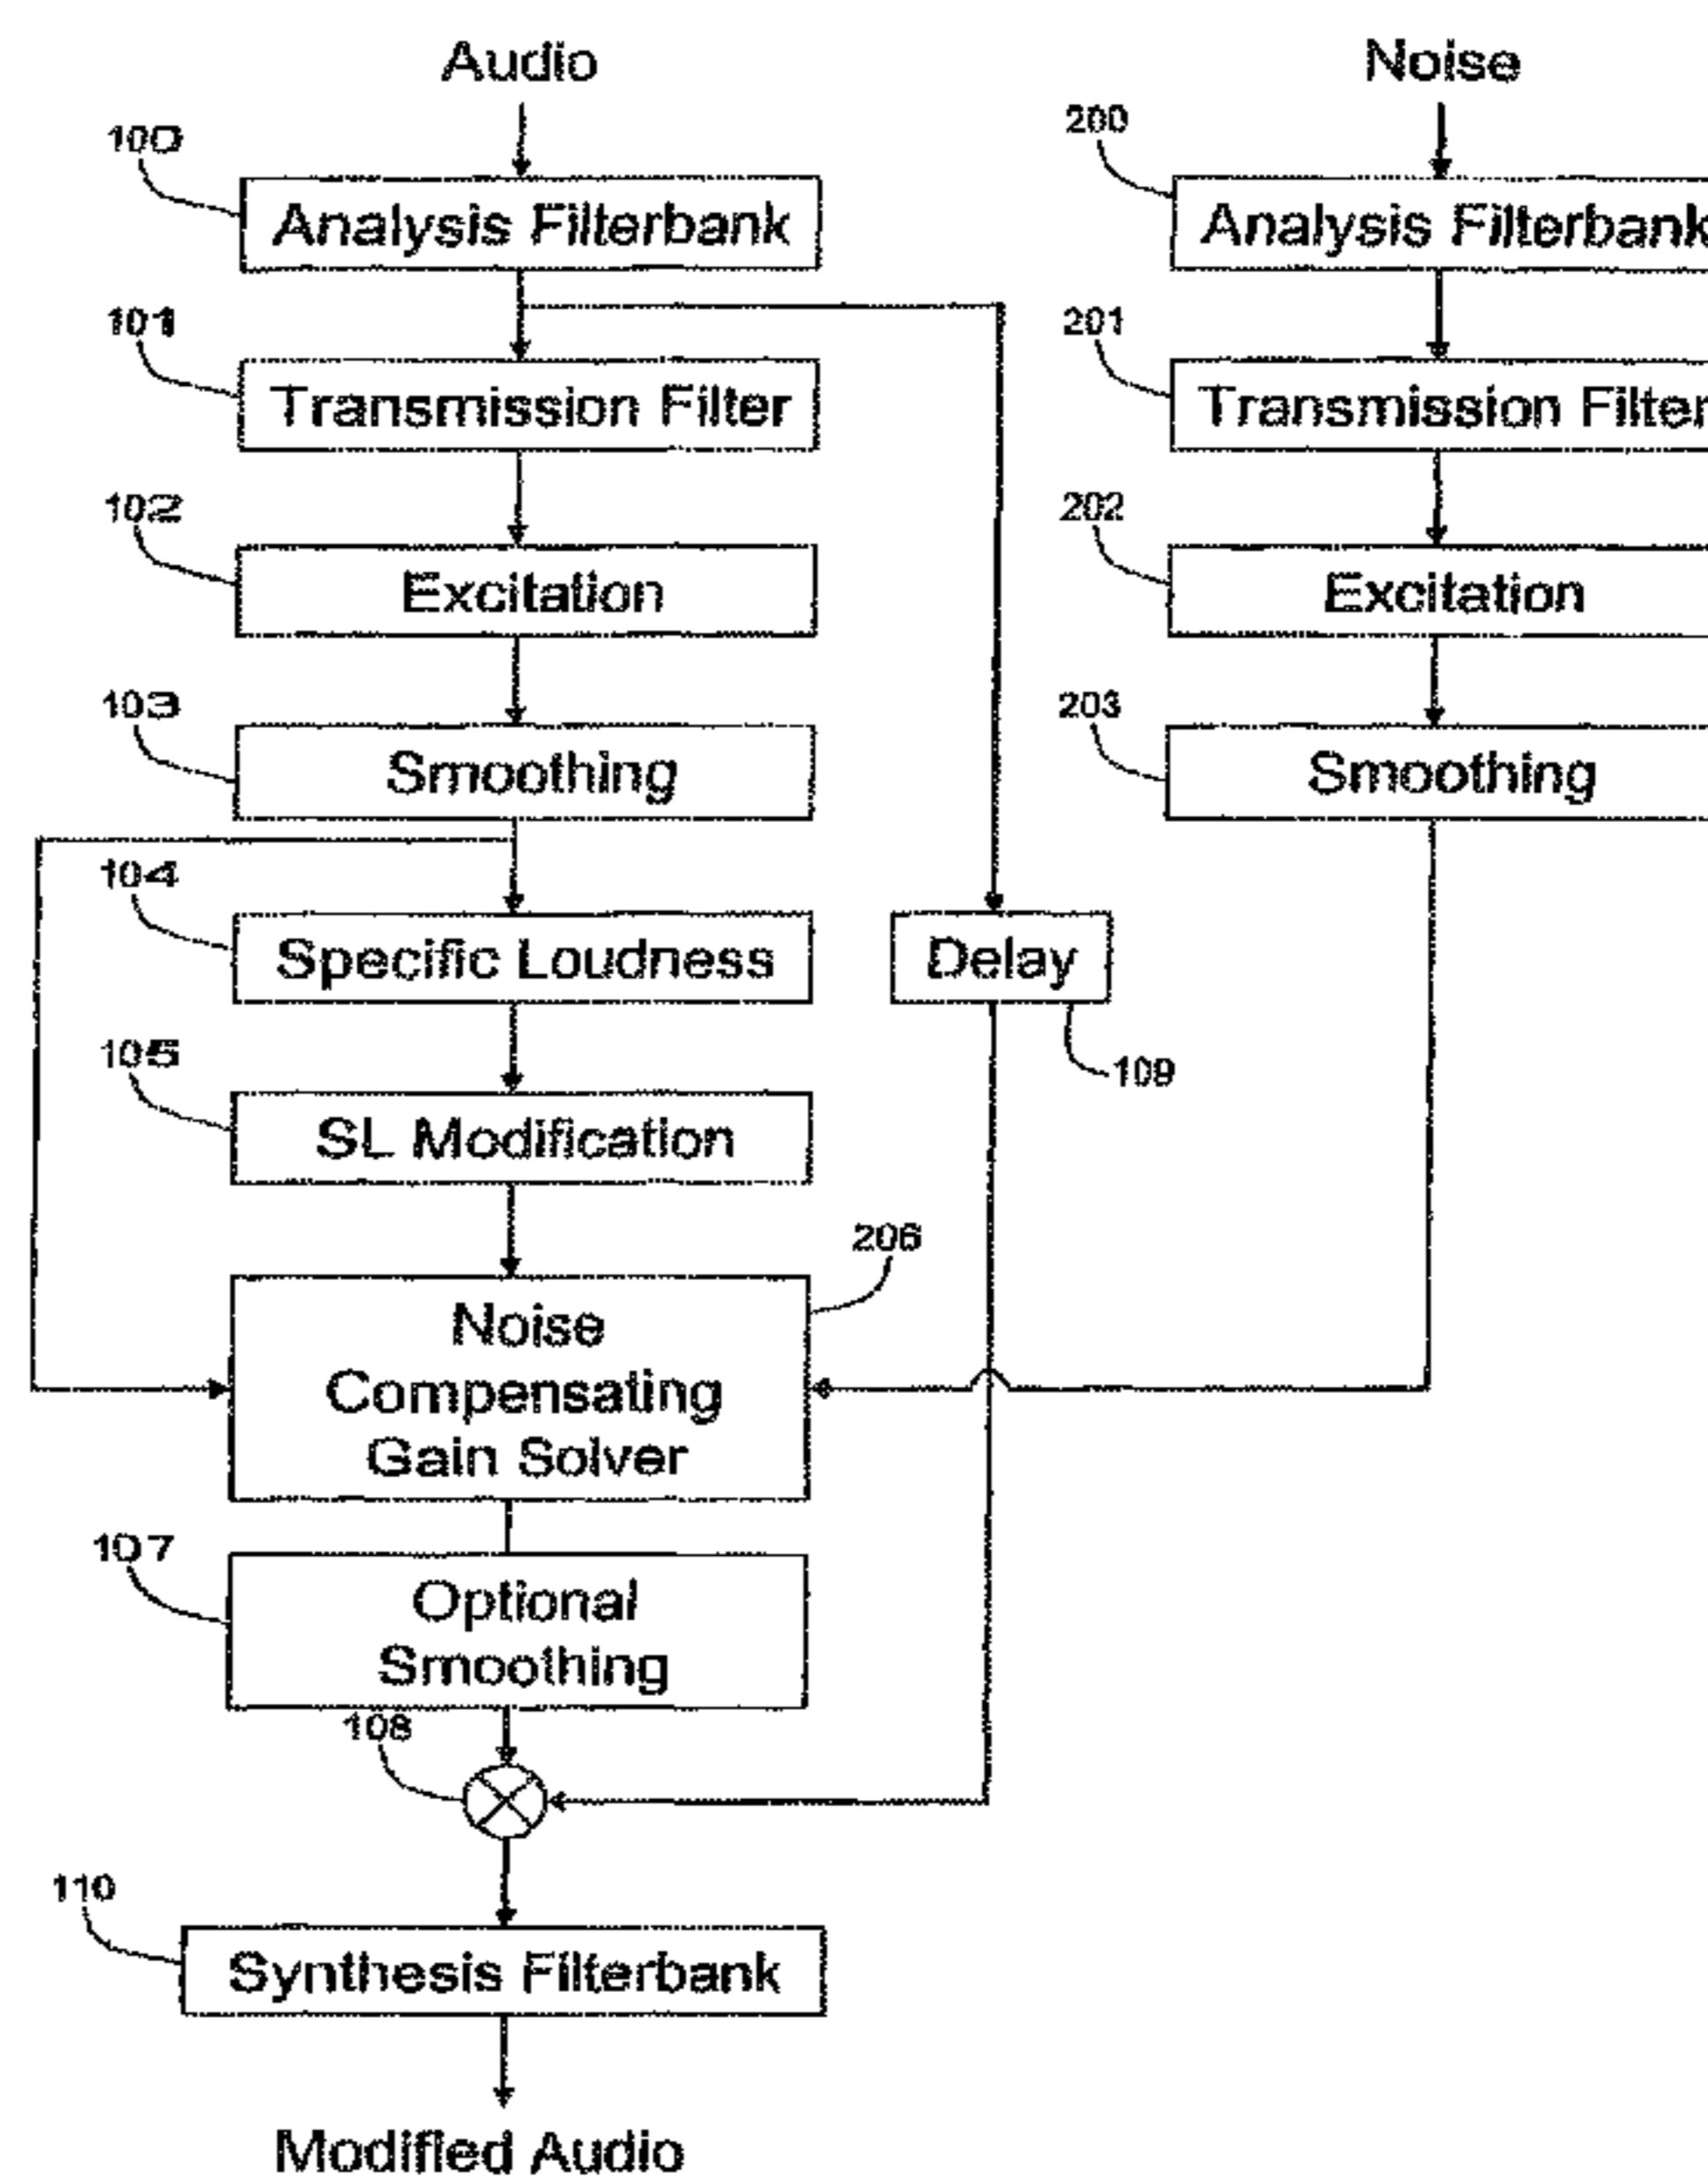 Audio
Noise
100
200
Analysis Filterbank
Analysis Filterbank
101
201
Transmission Filter
Transmission Filter
102
202
Excitation
Excitation
103
203
Smoothing
Smoothing
104
Specific Loudness
Delay
105
109
SL Modification
206
Noise
Compensating
Gain Solver
107
Optional
Smoothing
108
110
Synthesis Filterbank
Modified Audio